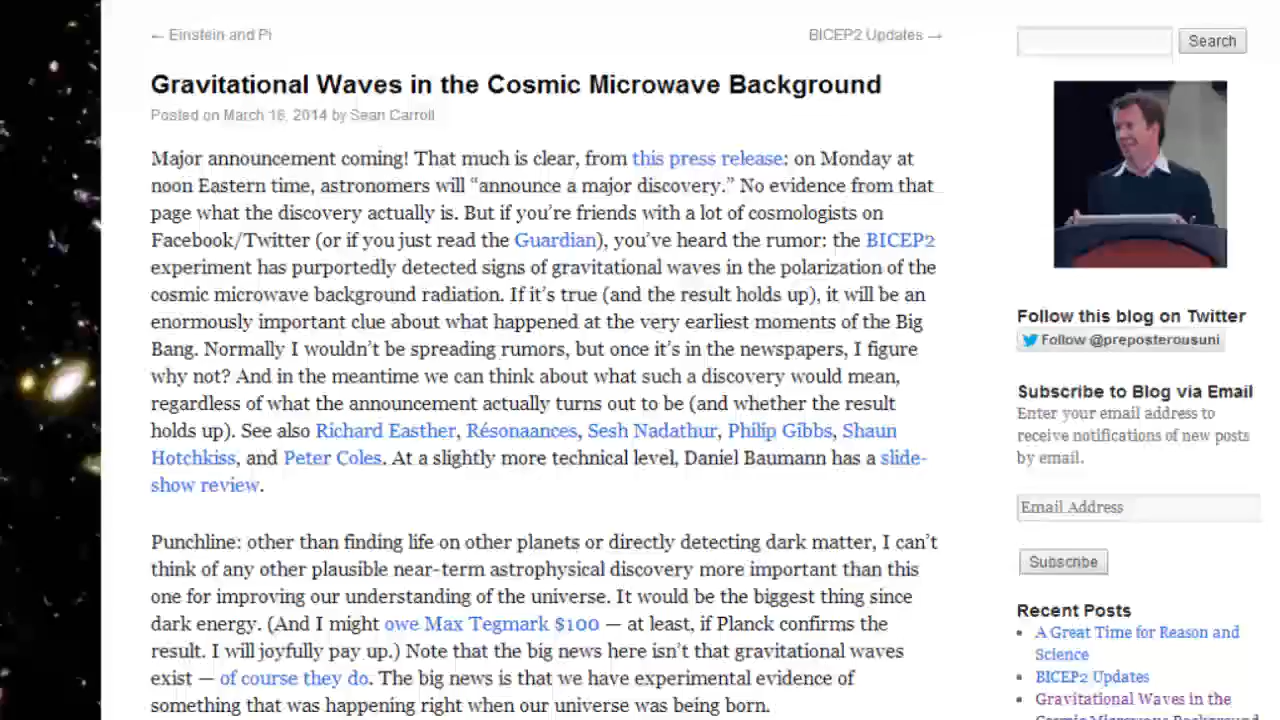 ← Einstein and Pi
BICEP2 Updates →
Gravitational Waves in the Cosmic Microwave Background
Posted on March 16, 2014 by Sean Carroll
Major announcement coming! That much is clear, from this press release: on Monday at
noon Eastern time, astronomers will “announce a major discovery.” No evidence from that
page what the discovery actually is. But if you’re friends with a lot of cosmologists on
Facebook/Twitter (or if you just read the Guardian), you’ve heard the rumor: the BICEP2
experiment has purportedly detected signs of gravitational waves in the polarization of the
cosmic microwave background radiation. If it’s true (and the result holds up), it will be an
enormously important clue about what happened at the very earliest moments of the Big
Bang. Normally I wouldn’t be spreading rumors, but once it’s in the newspapers, I figure
why not? And in the meantime we can think about what such a discovery would mean,
regardless of what the announcement actually turns out to be (and whether the result
holds up). See also Richard Easther, Résonaances, Sesh Nadathur, Philip Gibbs, Shaun
Hotchkiss, and Peter Coles. At a slightly more technical level, Daniel Baumann has a slide-
show review.
Punchline: other than finding life on other planets or directly detecting dark matter, I can’t
think of any other plausible near-term astrophysical discovery more important than this
one for improving our understanding of the universe. It would be the biggest thing since
dark energy. (And I might owe Max Tegmark $100 — at least, if Planck confirms the
result. I will joyfully pay up.) Note that the big news here isn’t that gravitational waves
exist — of course they do. The big news is that we have experimental evidence of
something that was happening right when our universe was being born.
Search
Follow this blog on Twitter
Follow @preposterousuni
Subscribe to Blog via Email
Enter your email address to
receive notifications of new posts
by email.
Email Address
Subscribe
Recent Posts
A Great Time for Reason and
Science
BICEP2 Updates
Gravitational Waves in the
Cosmic Microwave Background